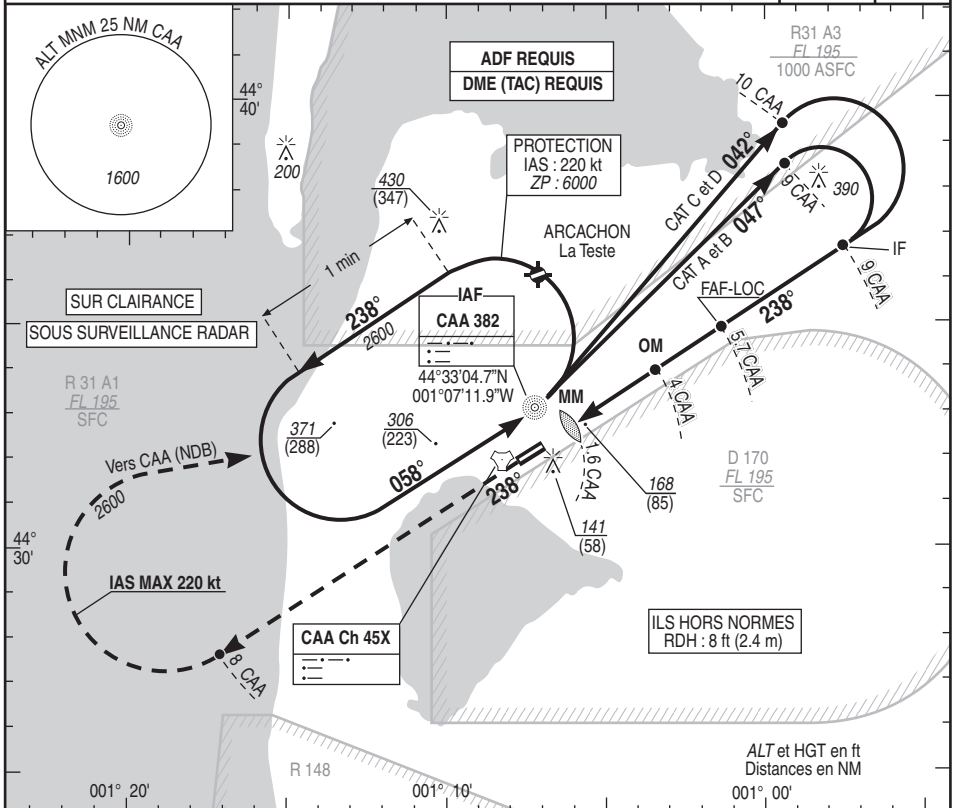 ALT MNM 25 NM CAA
1600
44°
40'
200
ADF REQUIS
DME (TAC) REQUIS
R31 A3
FL 195
1000 ASFC
10 CAA
PROTECTION
IAS : 220 kt
ZP : 6000
430
(347)
CAT C et D 042°
CAT A et B 047°
9 CAA
390
ARCACHON
La Teste
1 min
IF
9 CAA
SUR CLAIRANCE
SOUS SURVEILLANCE RADAR
238°
2600
IAF
CAA 382
FAF-LOC
238°
5.7 CAA
OM
4 CAA
44°33'04.7"N
001°07'11.9"W
MM
R 31 A1
FL 195
SFC
371
(288)
306
(223)
Vers CAA (NDB)
2600
058°
238°
1.6 CAA
168
(85)
D 170
FL 195
SFC
141
(58)
44°
30'
IAS MAX 220 kt
CAA Ch 45X
8 CAA
ILS HORS NORMES
RDH : 8 ft (2.4 m)
R 148
ALT et HGT en ft
Distances en NM
001° 20'
001° 10'
001° 00'